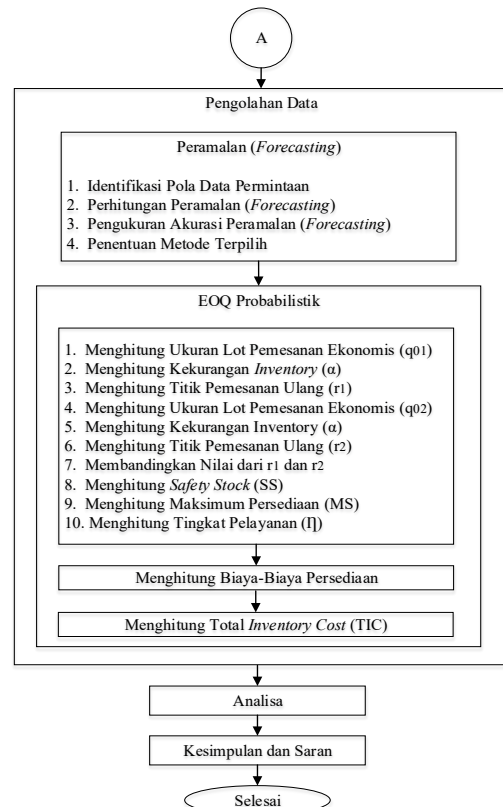 A
Pengolahan Data
Peramalan (Forecasting)
1. Identifikasi Pola Data Permintaan
2. Perhitungan Peramalan (Forecasting)
3. Pengukuran Akurasi Peramalan (Forecasting)
4. Penentuan Metode Terpilih
EOQ Probabilistik
1. Menghitung Ukuran Lot Pemesanan Ekonomis (q01)
2. Menghitung Kekurangan Inventory (α)
3. Menghitung Titik Pemesanan Ulang (r1)
4. Menghitung Ukuran Lot Pemesanan Ekonomis (q02)
5. Menghitung Kekurangan Inventory (α)
6. Menghitung Titik Pemesanan Ulang (r2)
7. Membandingkan Nilai dari r1 dan r2
8. Menghitung Safety Stock (SS)
9. Menghitung Maksimum Persediaan (MS)
10. Menghitung Tingkat Pelayanan (Ƞ)
Menghitung Biaya-Biaya Persediaan
Menghitung Total Inventory Cost (TIC)
Analisa
Kesimpulan dan Saran
Selesai